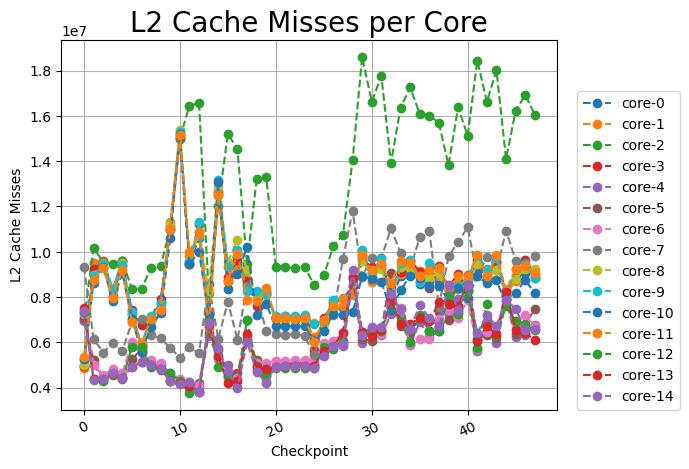 L2 Cache Misses per Core
1e7
1.8
1.6
1.4
1.2
1.0
0.8
0.6
0.4
L2 Cache Misses
0
10
20
30
40
Checkpoint
core-0
core-1
core-2
core-3
core-4
core-5
core-6
core-7
core-8
core-9
core-10
core-11
core-12
core-13
core-14